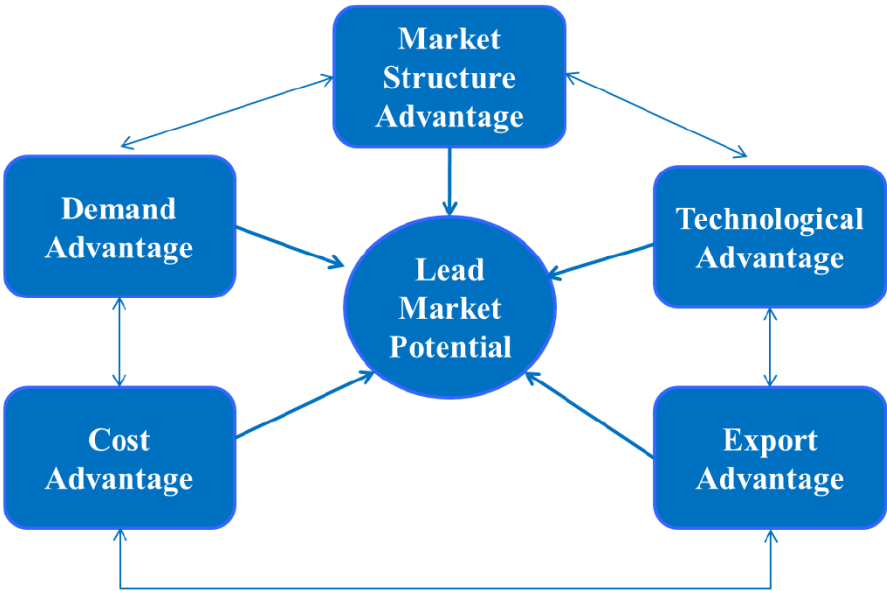 Market
Structure
Advantage
Demand
Advantage
Technological
Advantage
Lead
Market
Potential
Cost
Advantage
Export
Advantage